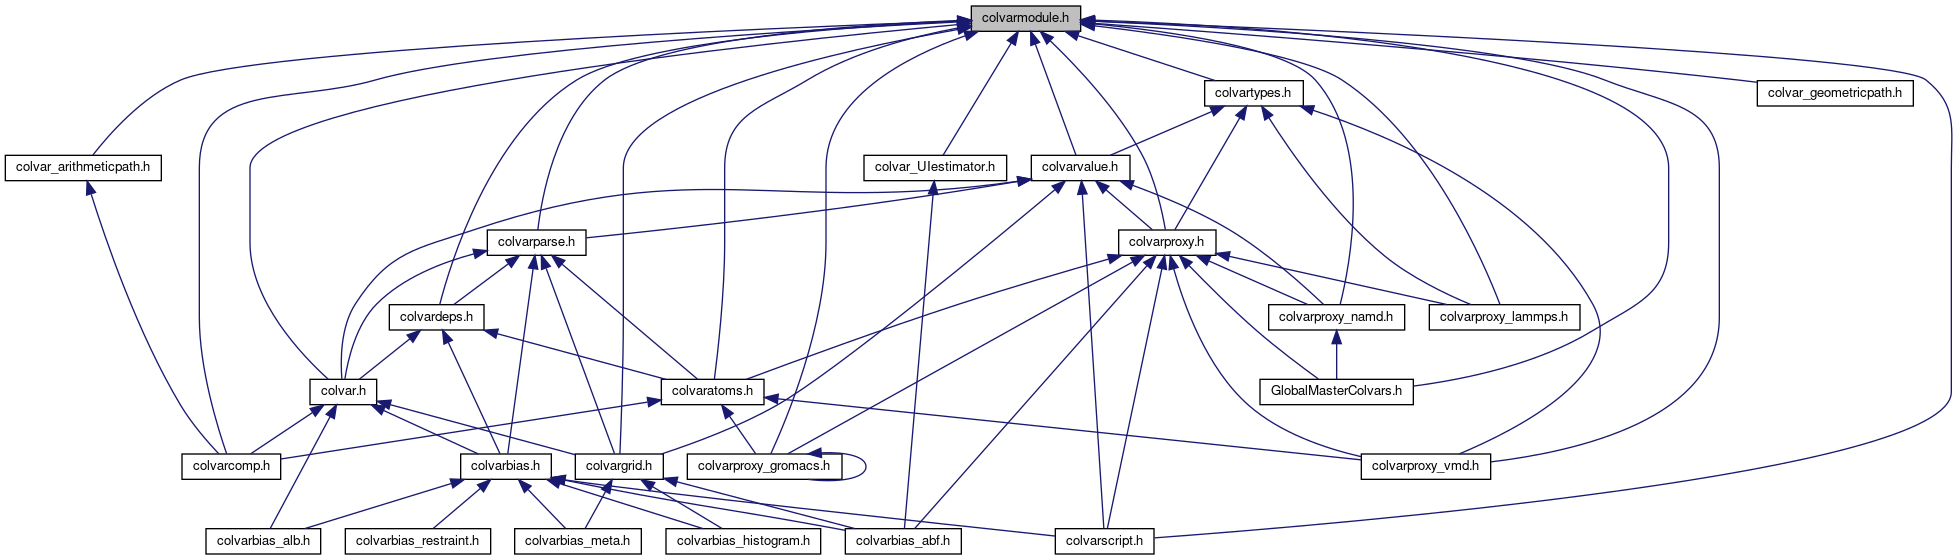 colvarmodule.h
colvartypes.h
colvar_geometricpath.h
colvar_arithmeticpath.h
colvar_UIestimator.h
colvarvalue.h
colvarparse.h
colvarproxy.h
colvardeps.h
colvarproxy_namd.h
colvarproxy_lammps.h
colvar.h
colvaratoms.h
GlobalMasterColvars.h
colvarcomp.h
colvarbias.h
colvargrid.h
colvarproxy_gromacs.h
colvarproxy_vmd.h
colvarbias_alb.h
colvarbias_restraint.h
colvarbias_meta.h
colvarbias_histogram.h
colvarbias_abf.h
colvarscript.h